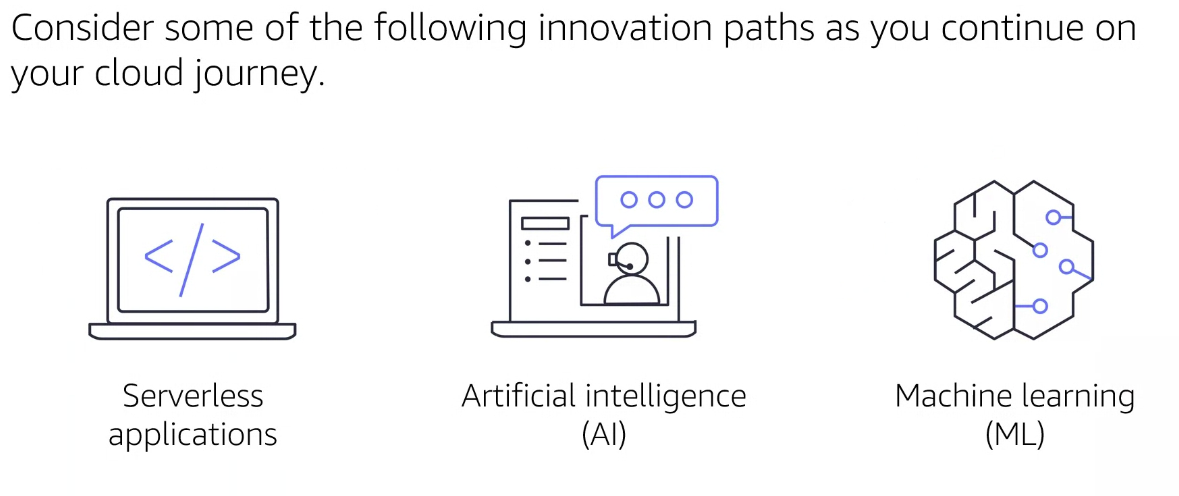 Consider some of the following innovation paths as you continue on
your cloud journey.
</>
Serverless
applications
Artificial intelligence
(AI)
Machine learning
(ML)